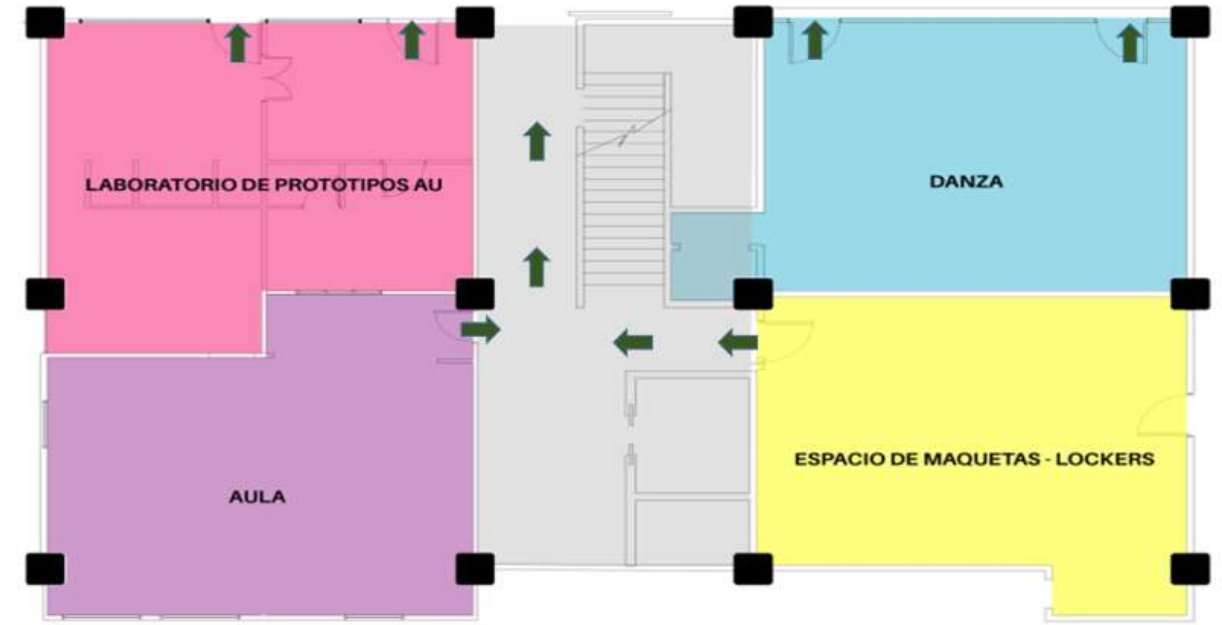 LABORATORIO DE PROTOTIPOS AU
DANZA
ESPACIO DE MAQUETAS - LOCKERS
AULA